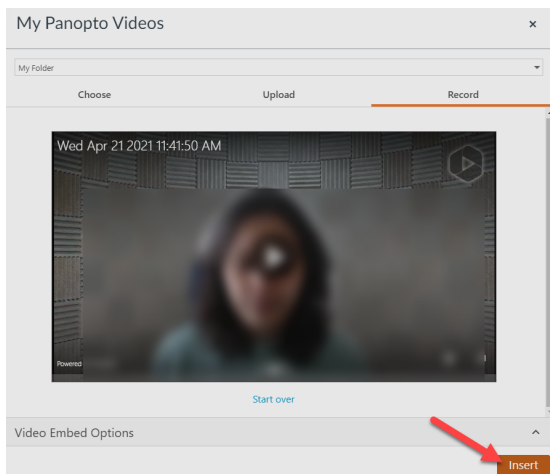 My Panopto Videos
×
My Folder
Choose Upload Record
Wed Apr 21 2021 11:41:50 AM
Powered
Start over
Video Embed Options
Insert